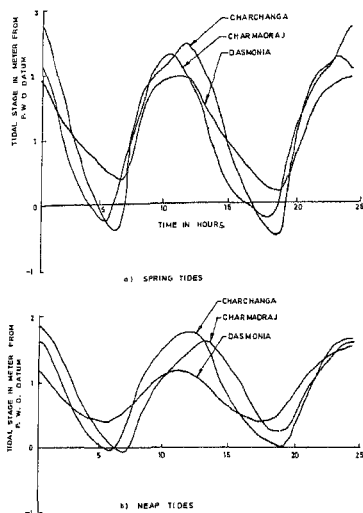 TIDAL STAGE IN METER FROM
P. W. D. DATUM
3
2
1
0
-1
CHARCHANGA
CHARMADRAJ
DASMONIA
5
10
15
20
25
TIME IN HOURS
a) SPRING TIDES
TIDAL STAGE IN METER FROM
P. W. D. DATUM
2
1
0
-1
CHARCHANGA
CHARMADRAJ
DASMONIA
5
10
15
20
25
b) NEAP TIDES